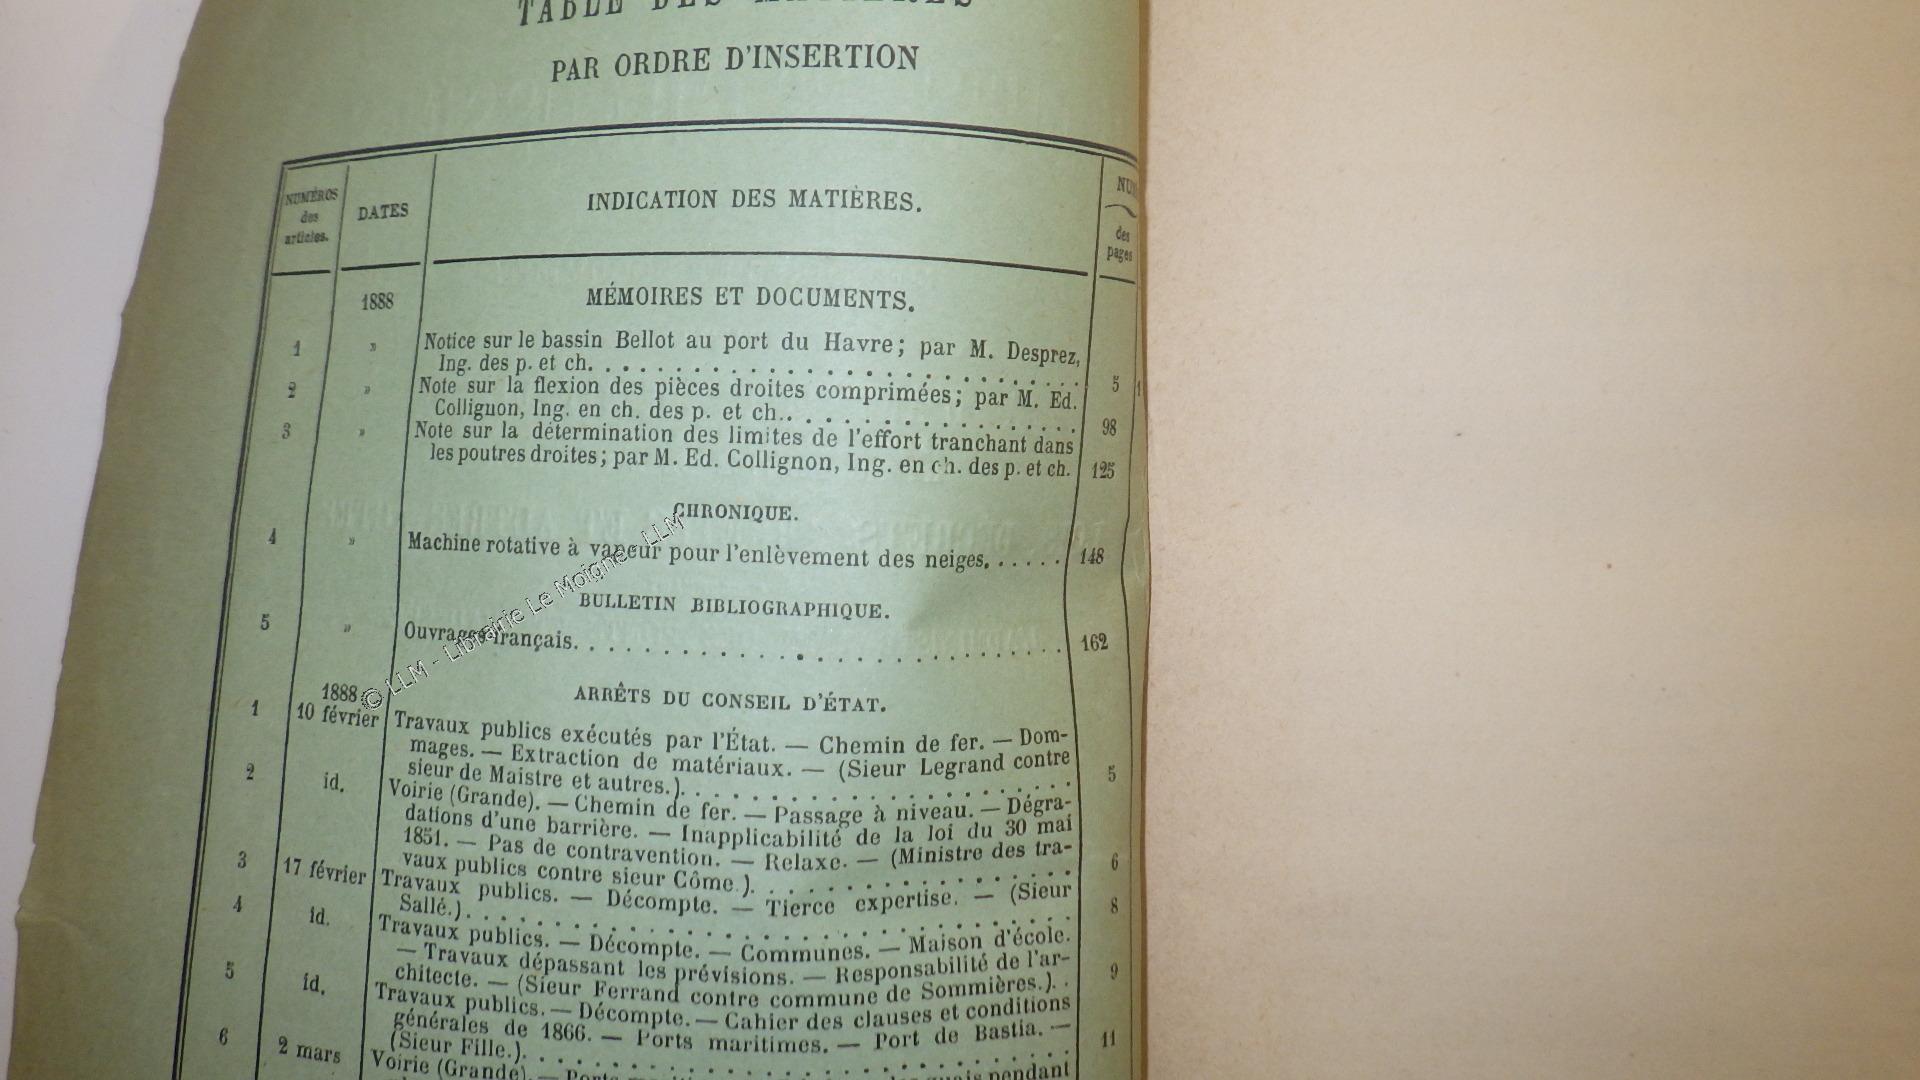 TABLE DES MATIÈRES
PAR ORDRE D'INSERTION
NUMÉROS des articles. DATES INDICATION DES MATIÈRES. des pages
1888 MÉMOIRES ET DOCUMENTS.
1 » Notice sur le bassin Bellot au port du Havre; par M. Desprez,
Ing. des p. et ch. 5
2 » Note sur la flexion des pièces droites comprimées; par M. Ed.
Collignon, Ing. en ch. des p. et ch. 98
3 » Note sur la détermination des limites de l'effort tranchant dans
les poutres droites; par M. Ed. Collignon, Ing. en ch. des p. et ch. 125
CHRONIQUE.
4 » Machine rotative à vapeur pour l'enlèvement des neiges. 148
BULLETIN BIBLIOGRAPHIQUE.
5 » Ouvrages français. 162
1888 ARRÊTS DU CONSEIL D'ÉTAT.
1 10 février Travaux publics exécutés par l'État. — Chemin de fer. — Dom-
mages. — Extraction de matériaux. — (Sieur Legrand contre
sieur de Maistre et autres.) 5
2 id. Voirie (Grande). — Chemin de fer. — Passage à niveau. — Dégra-
dations d'une barrière. — Inapplicabilité de la loi du 30 mai
1851. — Pas de contravention. — Relaxe. — (Ministre des tra-
vaux publics contre sieur Côme.) 6
3 17 février Travaux publics. — Décompte. — Tierce expertise. — (Sieur
Sallé.) 8
4 id. Travaux publics. — Décompte. — Communes. — Maison d'école.
— Travaux dépassant les prévisions. — Responsabilité de l'ar-
chitecte. — (Sieur Ferrand contre commune de Sommières.) 9
5 id. Travaux publics. — Décompte. — Cahier des clauses et conditions
générales de 1866. — Ports maritimes. — Port de Bastia. —
(Sieur Fille.) 11
6 2 mars Voirie (Grande). — pendant
© LLM - Librairie Le Moigne - LLM